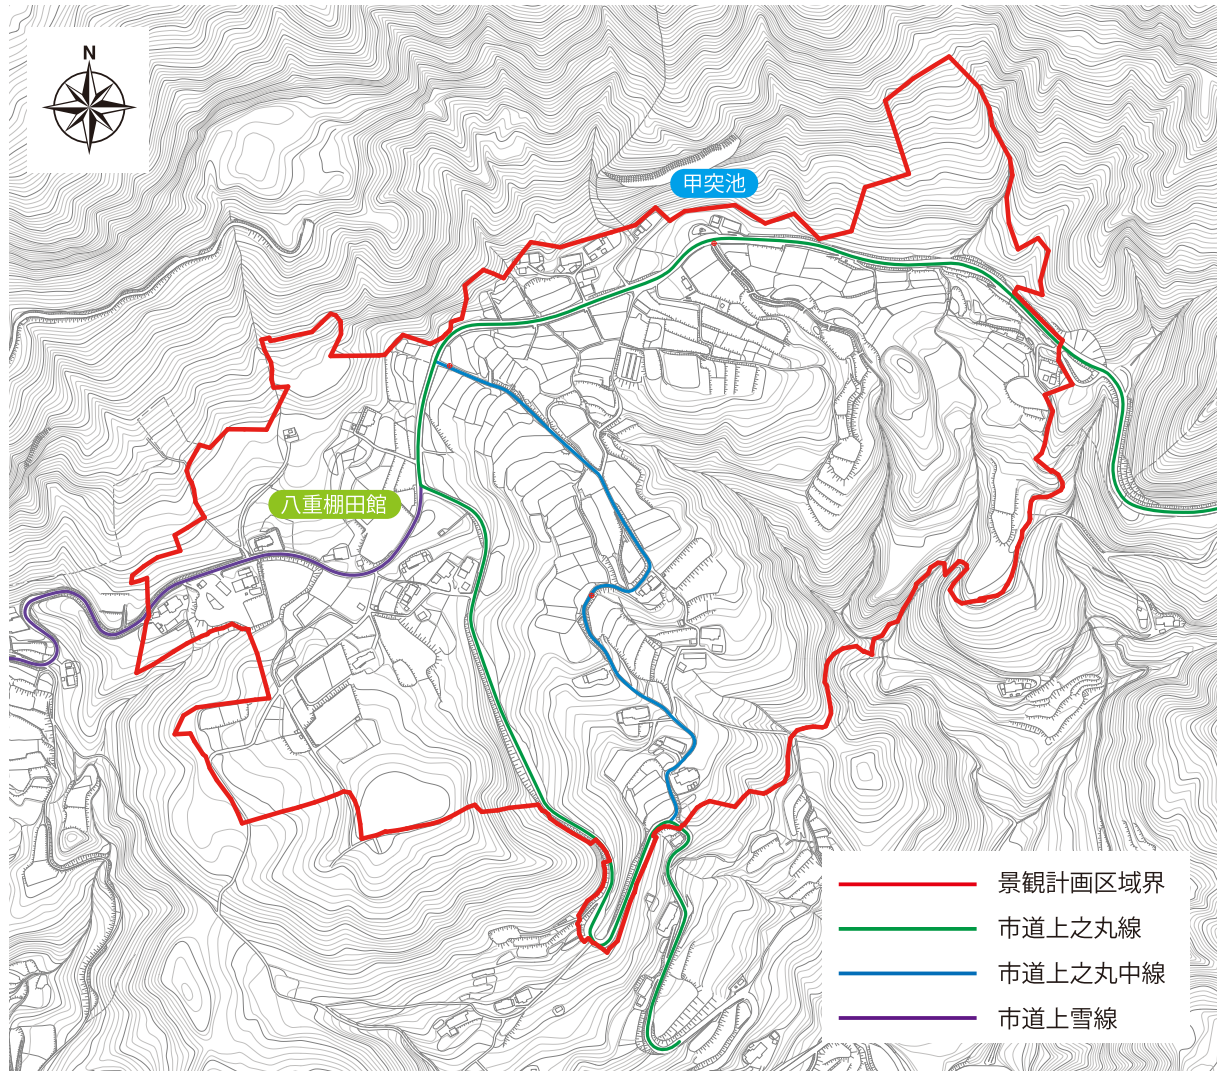 N
甲突池
八重棚田館
景観計画区域界
市道上之丸線
市道上之丸中線
市道上雪線